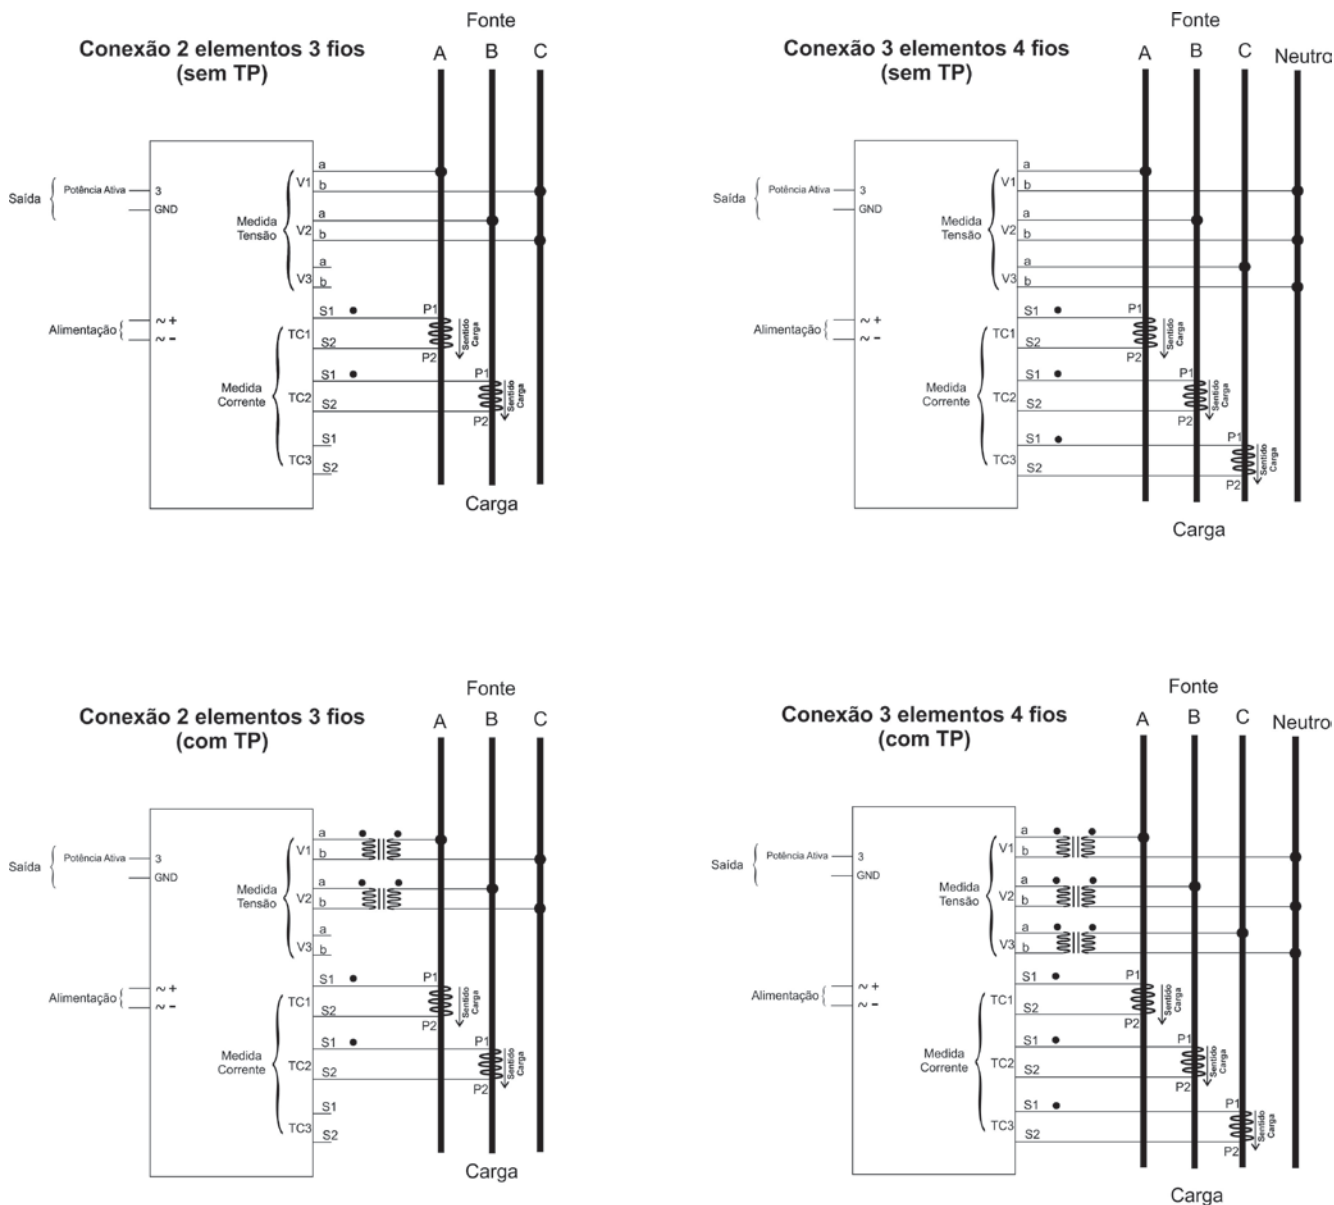 Fonte
Conexão 2 elementos 3 fios
(sem TP)
A B C
Saída
Potência Ativa
3
GND
Alimentação
~ +
~ -
Medida
Tensão
V1
a
b
V2
a
b
V3
a
b
Medida
Corrente
TC1
S1
S2
TC2
S1
S2
TC3
S1
S2
P1
P2
Sentido
Carga
P1
P2
Sentido
Carga
Carga
Fonte
Conexão 3 elementos 4 fios
(sem TP)
A B C Neutro
Saída
Potência Ativa
3
GND
Alimentação
~ +
~ -
Medida
Tensão
V1
a
b
V2
a
b
V3
a
b
Medida
Corrente
TC1
S1
S2
TC2
S1
S2
TC3
S1
S2
P1
P2
Sentido
Carga
P1
P2
Sentido
Carga
P1
P2
Sentido
Carga
Carga
Fonte
Conexão 2 elementos 3 fios
(com TP)
A B C
Saída
Potência Ativa
3
GND
Alimentação
~ +
~ -
Medida
Tensão
V1
a
b
V2
a
b
V3
a
b
Medida
Corrente
TC1
S1
S2
TC2
S1
S2
TC3
S1
S2
P1
P2
Sentido
Carga
P1
P2
Sentido
Carga
Carga
Fonte
Conexão 3 elementos 4 fios
(com TP)
A B C Neutro
Saída
Potência Ativa
3
GND
Alimentação
~ +
~ -
Medida
Tensão
V1
a
b
V2
a
b
V3
a
b
Medida
Corrente
TC1
S1
S2
TC2
S1
S2
TC3
S1
S2
P1
P2
Sentido
Carga
P1
P2
Sentido
Carga
P1
P2
Sentido
Carga
Carga